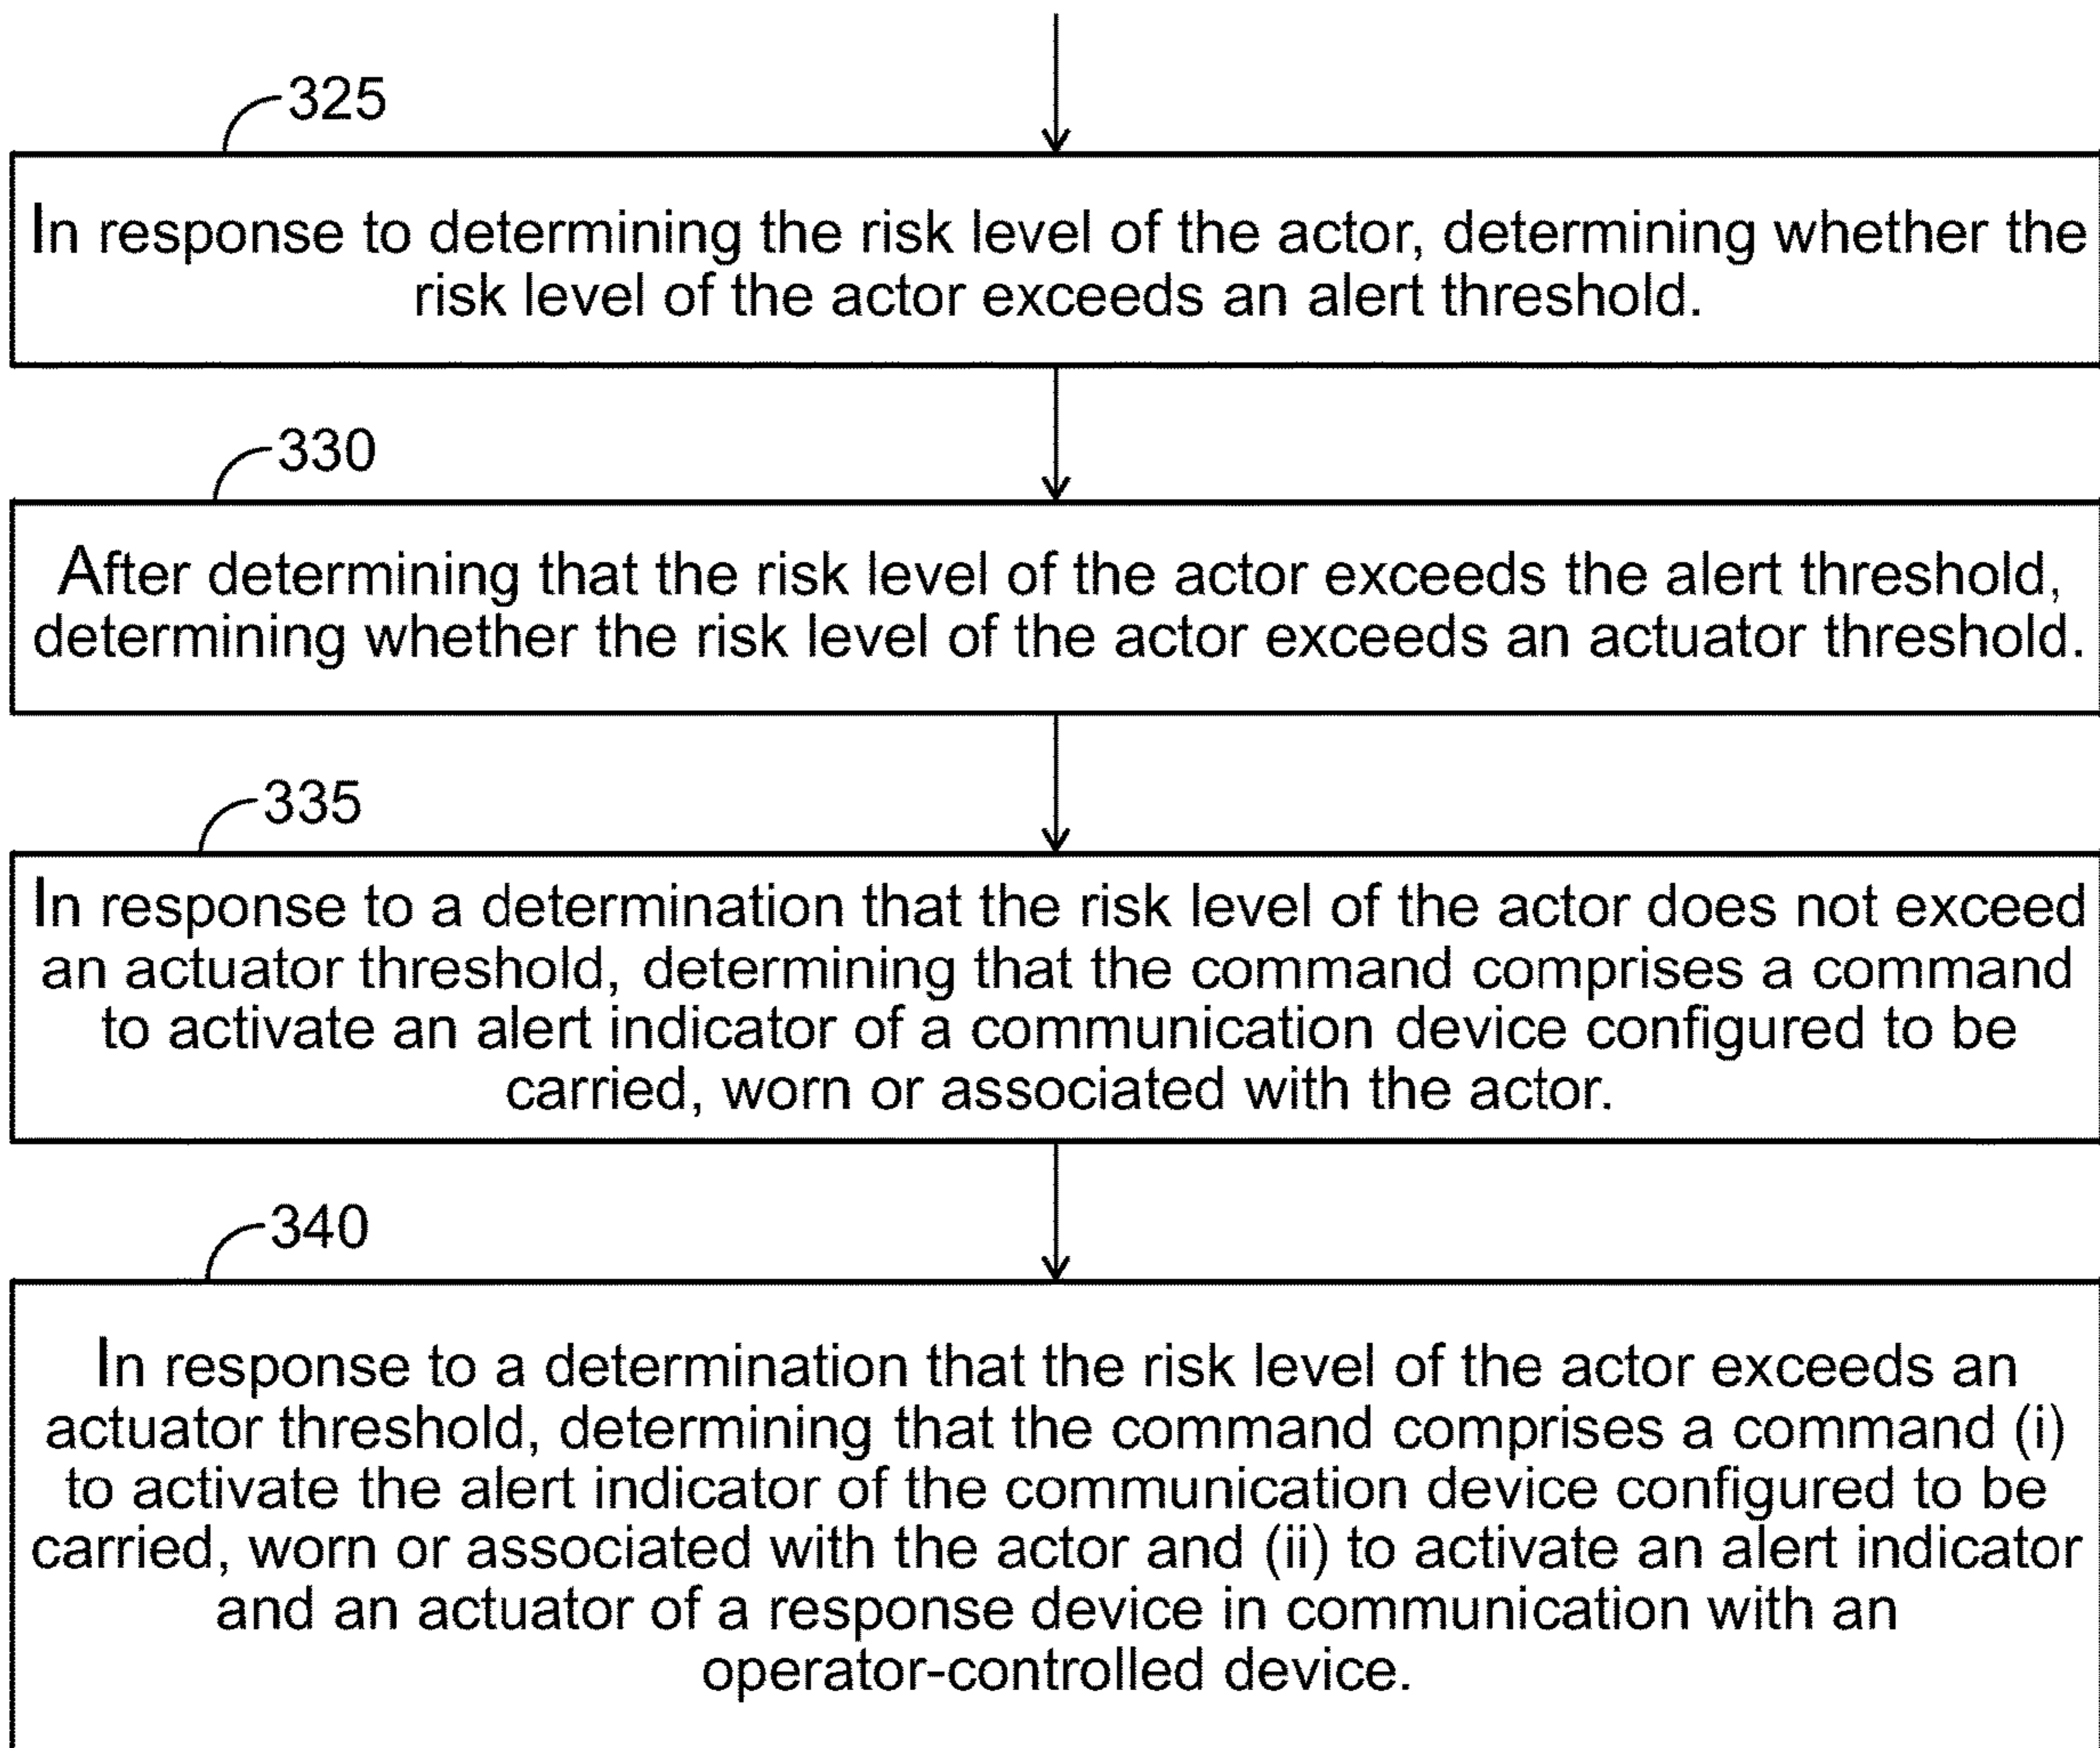 325
In response to determining the risk level of the actor, determining whether the
risk level of the actor exceeds an alert threshold.
330
After determining that the risk level of the actor exceeds the alert threshold,
determining whether the risk level of the actor exceeds an actuator threshold.
335
In response to a determination that the risk level of the actor does not exceed
an actuator threshold, determining that the command comprises a command
to activate an alert indicator of a communication device configured to be
carried, worn or associated with the actor.
340
In response to a determination that the risk level of the actor exceeds an
actuator threshold, determining that the command comprises a command (i)
to activate the alert indicator of the communication device configured to be
carried, worn or associated with the actor and (ii) to activate an alert indicator
and an actuator of a response device in communication with an
operator-controlled device.